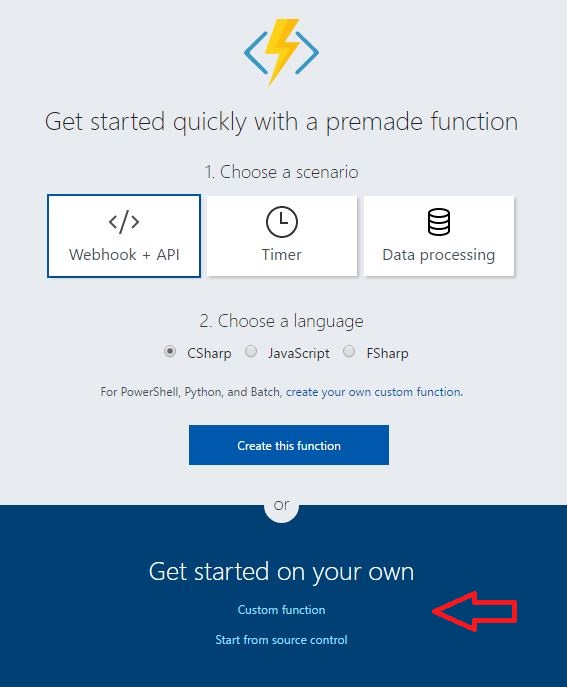 Get started quickly with a premade function
1. Choose a scenario
Webhook + API
Timer
Data processing
2. Choose a language
CSharp JavaScript FSharp
For PowerShell, Python, and Batch, create your own custom function.
Create this function
or
Get started on your own
Custom function
Start from source control